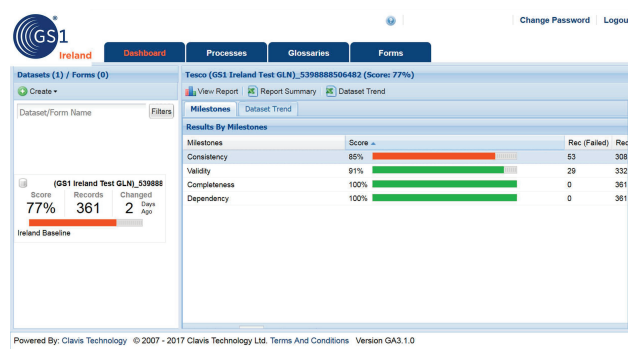 GS1
Ireland
Change Password
Logou
Dashboard
Processes
Glossaries
Forms
Datasets (1) / Forms (0)
Create
Dataset/Form Name
Filters
(GS1 Ireland Test GLN)_539888
Score
Records
Changed
77%
361
2
Days
Ago
Ireland Baseline
Tesco (GS1 Ireland Test GLN)_5398888506482 (Score: 77%)
View Report
Report Summary
Dataset Trend
Milestones
Dataset Trend
Results By Milestones
Milestones Score Rec (Failed) Rec
Consistency 85% 53 308
Validity 91% 29 332
Completeness 100% 0 361
Dependency 100% 0 361
Powered By: Clavis Technology © 2007 - 2017 Clavis Technology Ltd. Terms And Conditions Version GA3.1.0